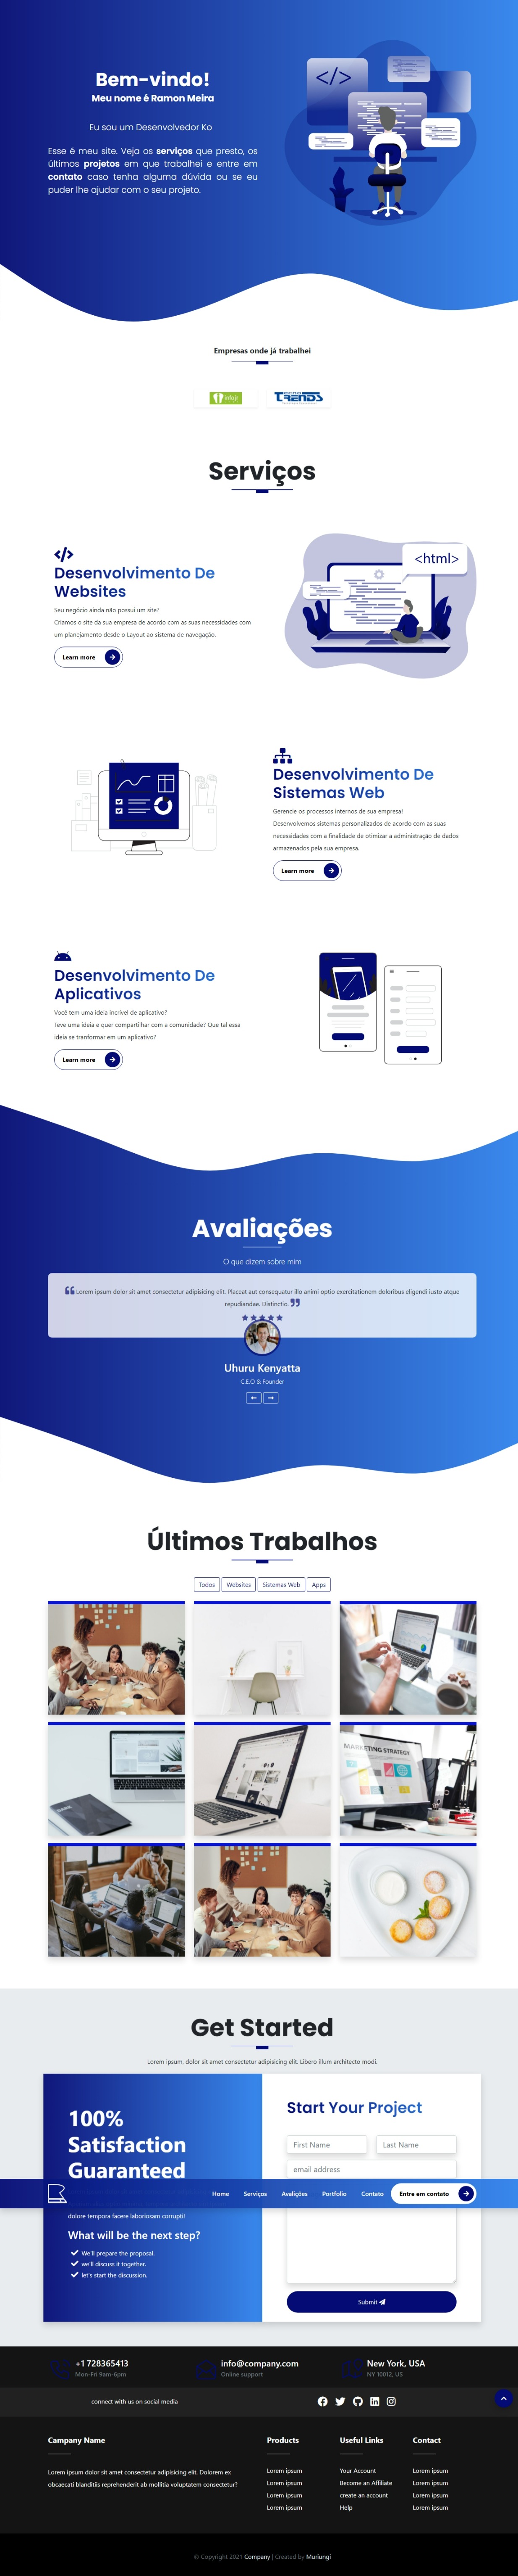 Bem-vindo!
Meu nome é Ramon Meira
Eu sou um Desenvolvedor Ko
Esse é meu site. Veja os serviços que presto, os
últimos projetos em que trabalhei e entre em
contato caso tenha alguma dúvida ou se eu
puder lhe ajudar com o seu projeto.
</>
Empresas onde já trabalhei
TRENDS
Serviços
Desenvolvimento De
Websites
Seu negócio ainda não possui um site?
Criamos o site da sua empresa de acordo com as suas necessidades com
um planejamento desde o Layout ao sistema de navegação.
Learn more
<html>
Desenvolvimento De
Sistemas Web
Gerencie os processos internos de sua empresa!
Desenvolvemos sistemas personalizados de acordo com as suas
necessidades com a finalidade de otimizar a administração de dados
armazenados pela sua empresa.
Learn more
Desenvolvimento De
Aplicativos
Você tem uma ideia incrível de aplicativo?
Teve uma ideia e quer compartilhar com a comunidade? Que tal essa
ideia se tranformar em um aplicativo?
Learn more
Avaliações
O que dizem sobre mim
Lorem ipsum dolor sit amet consectetur adipisicing elit. Placeat aut consequatur illo animi optio exercitationem doloribus eligendi iusto atque
repudiandae. Distinctio.
Uhuru Kenyatta
C.E.O & Founder
Últimos Trabalhos
Todos
Websites
Sistemas Web
Apps
MARKETING STRATEGY
Get Started
Lorem ipsum, dolor sit amet consectetur adipisicing elit. Libero illum architecto modi.
100%
Satisfaction
Guaranteed
Start Your Project
First Name
Last Name
email address
Home
Serviços
Avalições
Portfolio
Contato
Entre em contato
dolore tempora facere laboriosam corrupti!
What will be the next step?
We'll prepare the proposal.
we'll discuss it together.
let's start the discussion.
Submit
+1 728365413
Mon-Fri 9am-6pm
info@company.com
Online support
New York, USA
NY 10012, US
connect with us on social media
Campany Name
Lorem ipsum dolor sit amet consectetur adipisicing elit. Dolorem ex
obcaecati blanditiis reprehenderit ab mollitia voluptatem consectetur?
Products
Lorem ipsum
Lorem ipsum
Lorem ipsum
Lorem ipsum
Useful Links
Your Account
Become an Affiliate
create an account
Help
Contact
Lorem ipsum
Lorem ipsum
Lorem ipsum
Lorem ipsum
© Copyright 2021 Company | Created by Muriungi